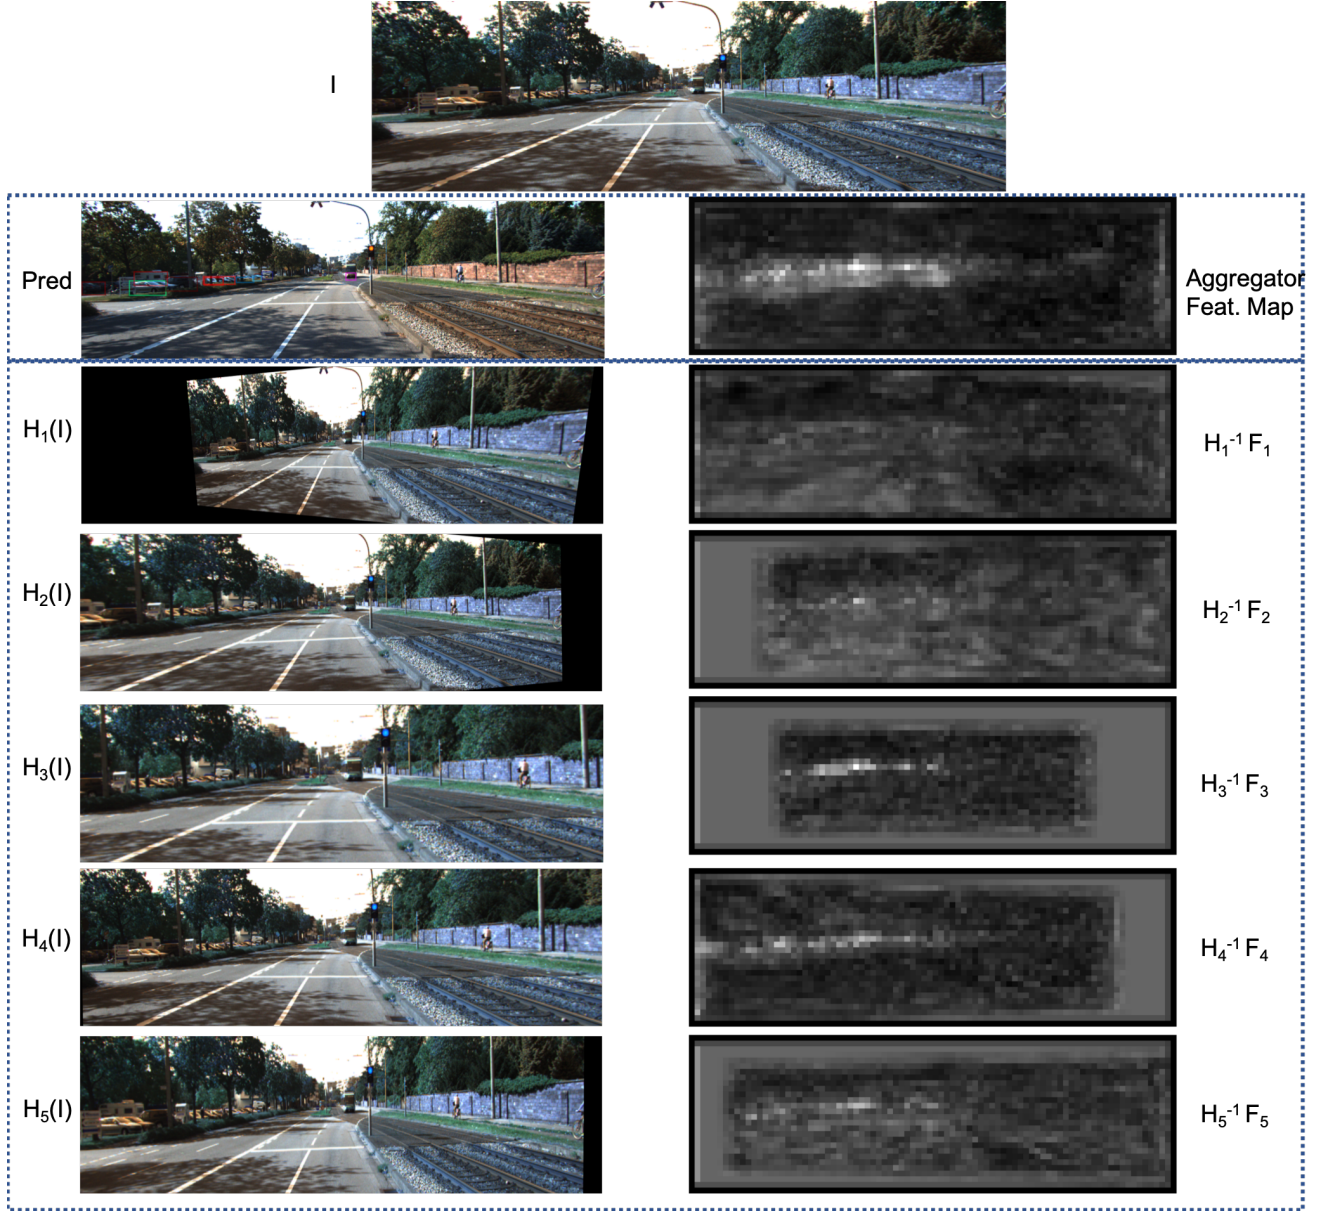 I
Pred
Aggregator
Feat. Map
H₁(I)
H₁⁻¹ F₁
H₂(I)
H₂⁻¹ F₂
H₃(I)
H₃⁻¹ F₃
H₄(I)
H₄⁻¹ F₄
H₅(I)
H₅⁻¹ F₅